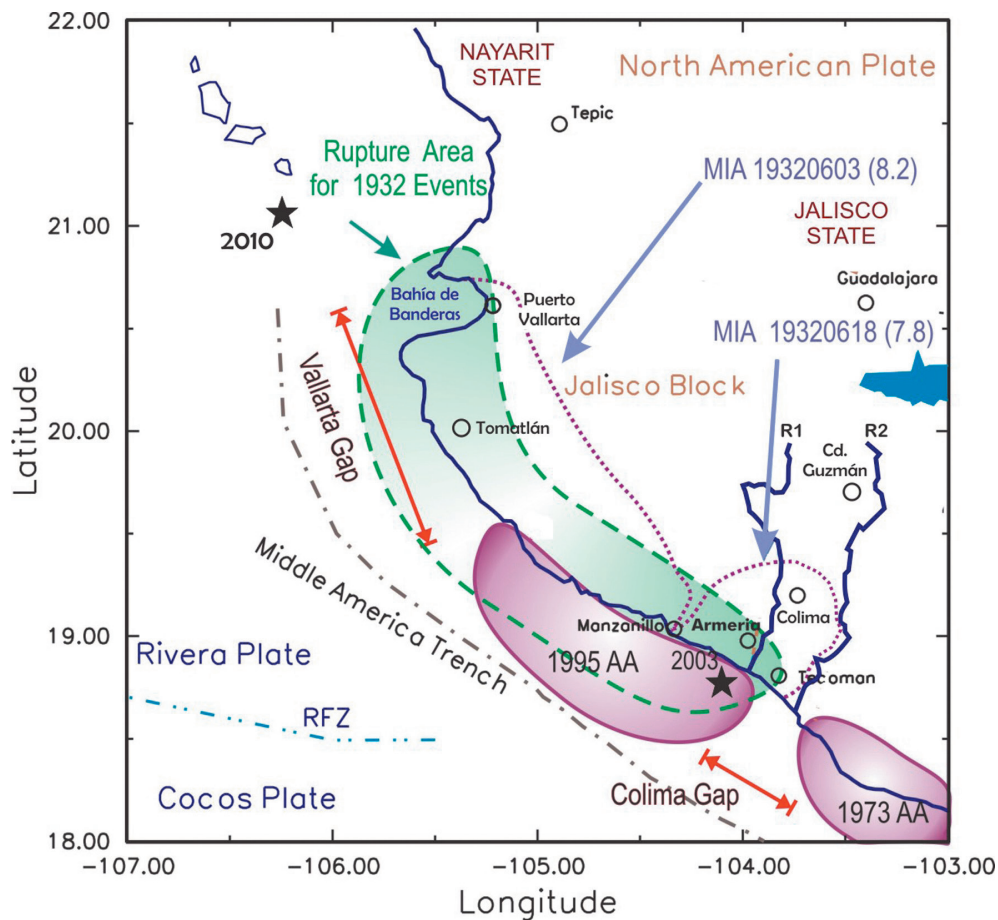 22.00
NAYARIT
STATE
North American Plate
Tepic
Rupture Area
for 1932 Events
MIA 19320603 (8.2)
21.00
2010
JALISCO
STATE
Guadalajara
Bahía de
Banderas
Puerto
Vallarta
MIA 19320618 (7.8)
Vallarta Gap
Jalisco Block
Latitude
20.00
Tomatlán
R1
R2
Cd.
Guzmán
Middle America Trench
Colima
19.00
Manzanillo
Armeria
Rivera Plate
1995 AA
2003
Tecoman
RFZ
Cocos Plate
Colima Gap
1973 AA
18.00
-107.00
-106.00
-105.00
-104.00
-103.00
Longitude